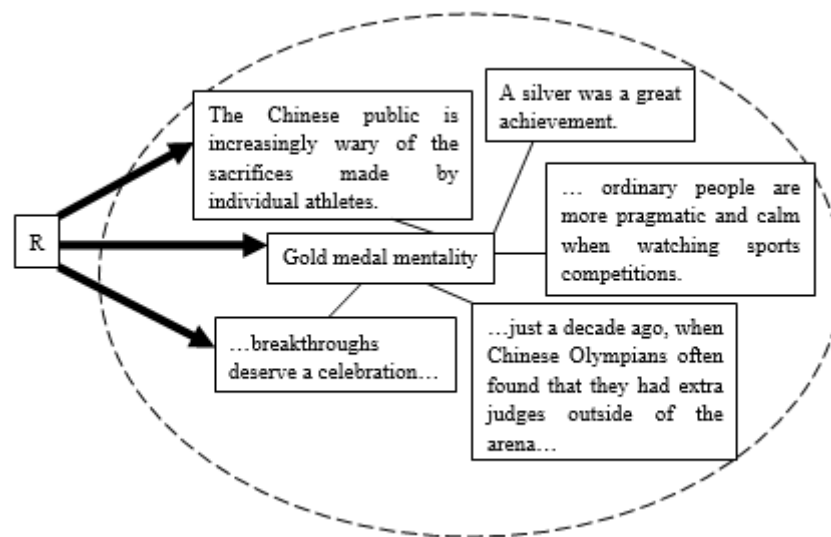 A silver was a great
achievement.
The Chinese public is
increasingly wary of the
sacrifices made by
individual athletes.
… ordinary people are
more pragmatic and calm
when watching sports
competitions.
R
Gold medal mentality
…breakthroughs
deserve a celebration…
…just a decade ago, when
Chinese Olympians often
found that they had extra
judges outside of the
arena…